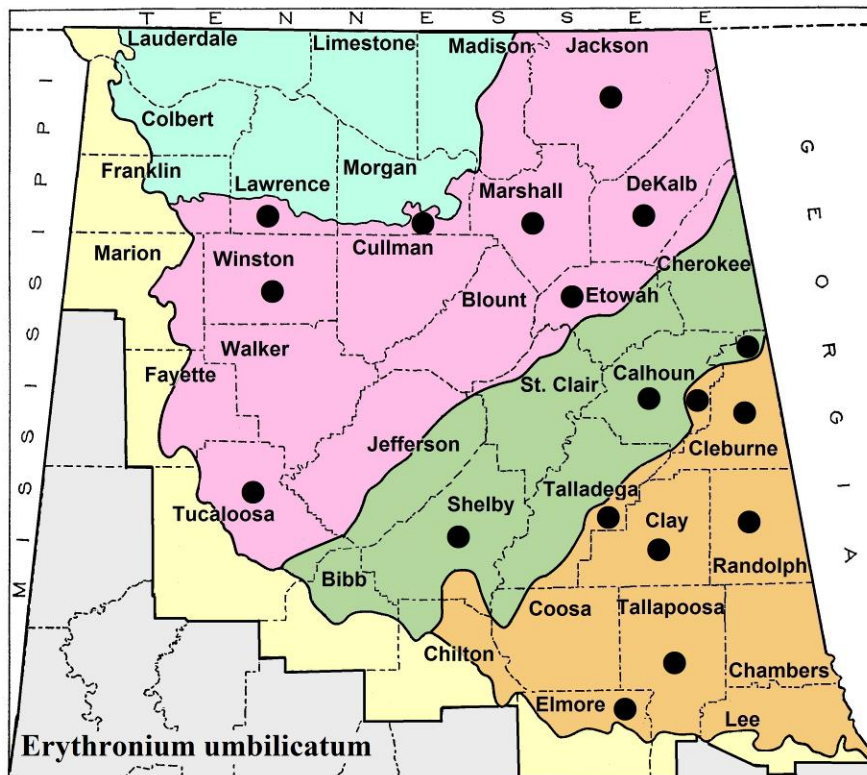 TENNESSEE
Lauderdale
Limestone
Madison
Jackson
MISSISSIPPI
GEORGIA
Colbert
Franklin
Lawrence
Morgan
Marshall
DeKalb
Marion
Winston
Cullman
Cherokee
Blount
Etowah
Walker
Fayette
St. Clair
Calhoun
Jefferson
Cleburne
Tucaloosa
Shelby
Talladega
Clay
Randolph
Bibb
Coosa
Tallapoosa
Chilton
Chambers
Elmore
Lee
Erythronium umbilicatum